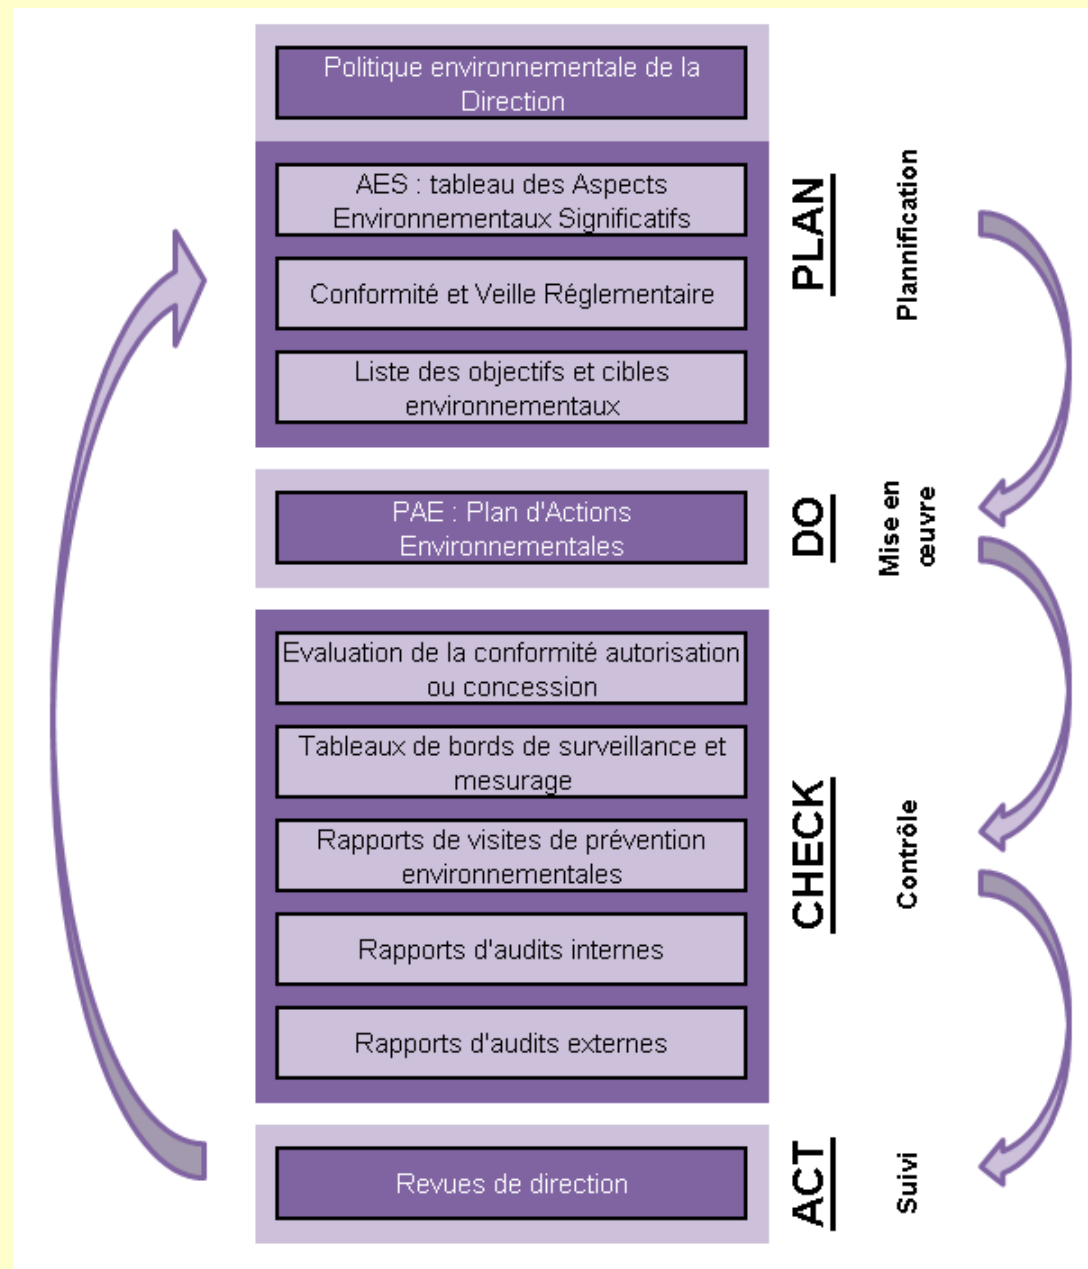 Politique environnementale de la
Direction
AES : tableau des Aspects
Environnementaux Significatifs
Conformité et Veille Réglementaire
Liste des objectifs et cibles
environnementaux
PLAN
Plannification
PAE : Plan d'Actions
Environnementales
DO
Mise en
œuvre
Evaluation de la conformité autorisation
ou concession
Tableaux de bords de surveillance et
mesurage
Rapports de visites de prévention
environnementales
Rapports d'audits internes
Rapports d'audits externes
CHECK
Contrôle
Revues de direction
ACT
Suivi